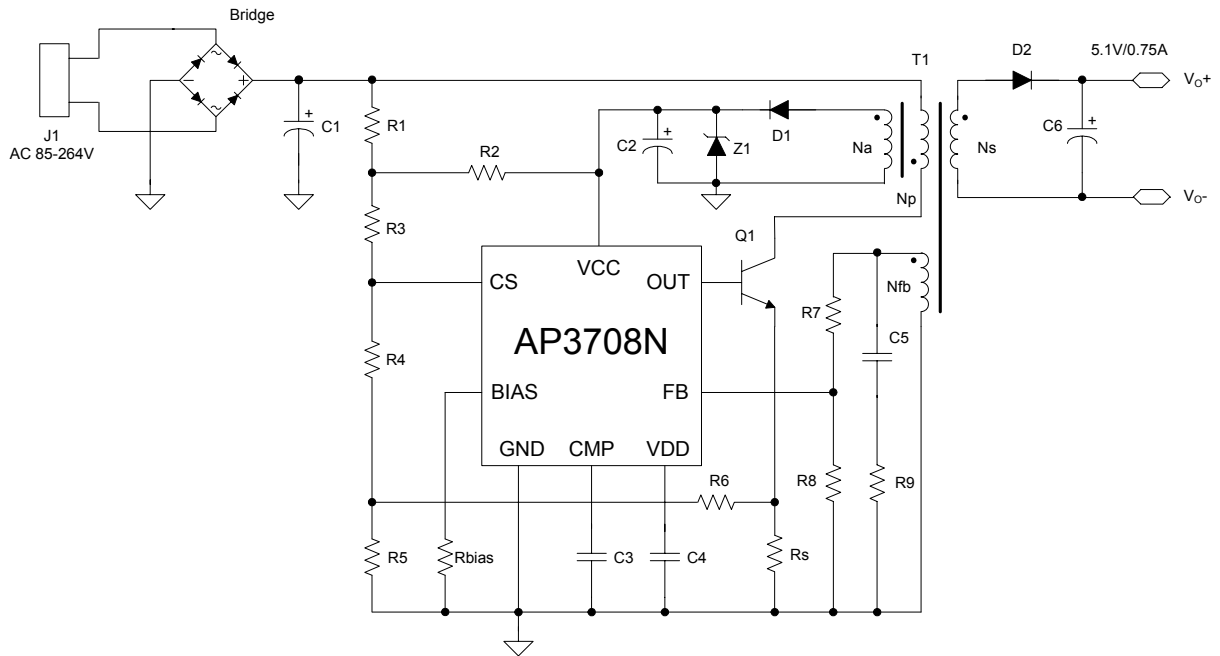 Bridge
T1
D2
5.1V/0.75A
Vo+
J1
AC 85-264V
C1
R1
R2
C2
Z1
D1
Na
Np
Ns
C6
Vo-
R3
Q1
VCC
CS
OUT
Nfb
R7
C5
AP3708N
R4
BIAS
FB
GND
CMP
VDD
R6
R8
R9
R5
Rbias
C3
C4
Rs
+
+
+
+
-
~
~